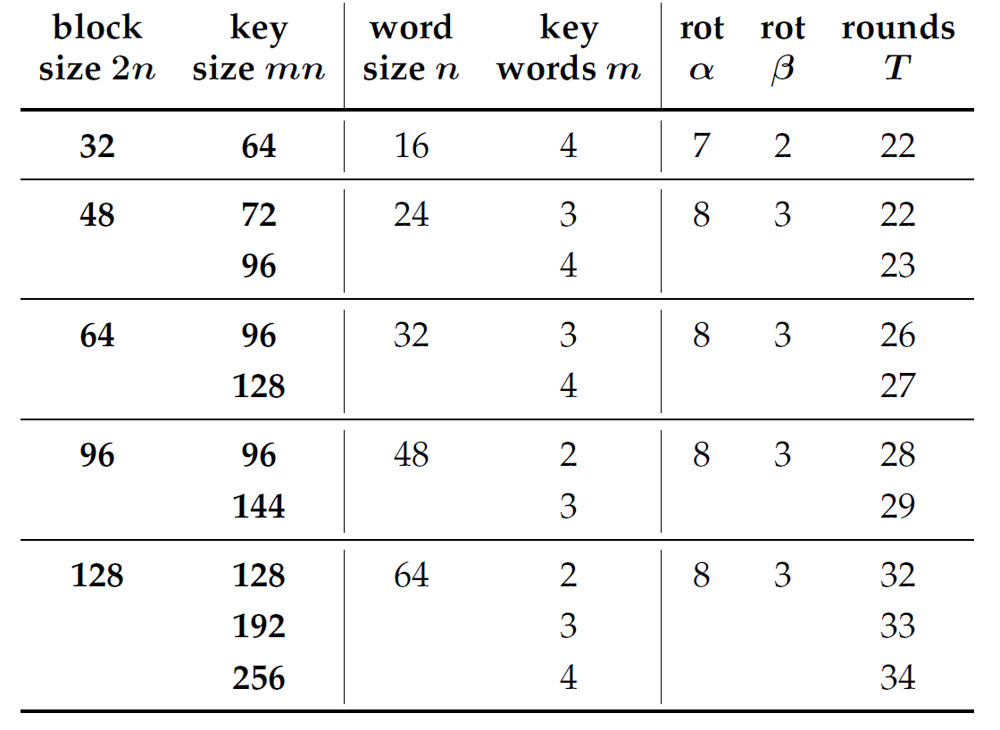 block key word key rot rot rounds
size 2n size mn size n words m α β T
32 64 16 4 7 2 22
48 72 24 3 8 3 22
96 4 23
64 96 32 3 8 3 26
128 4 27
96 96 48 2 8 3 28
144 3 29
128 128 64 2 8 3 32
192 3 33
256 4 34